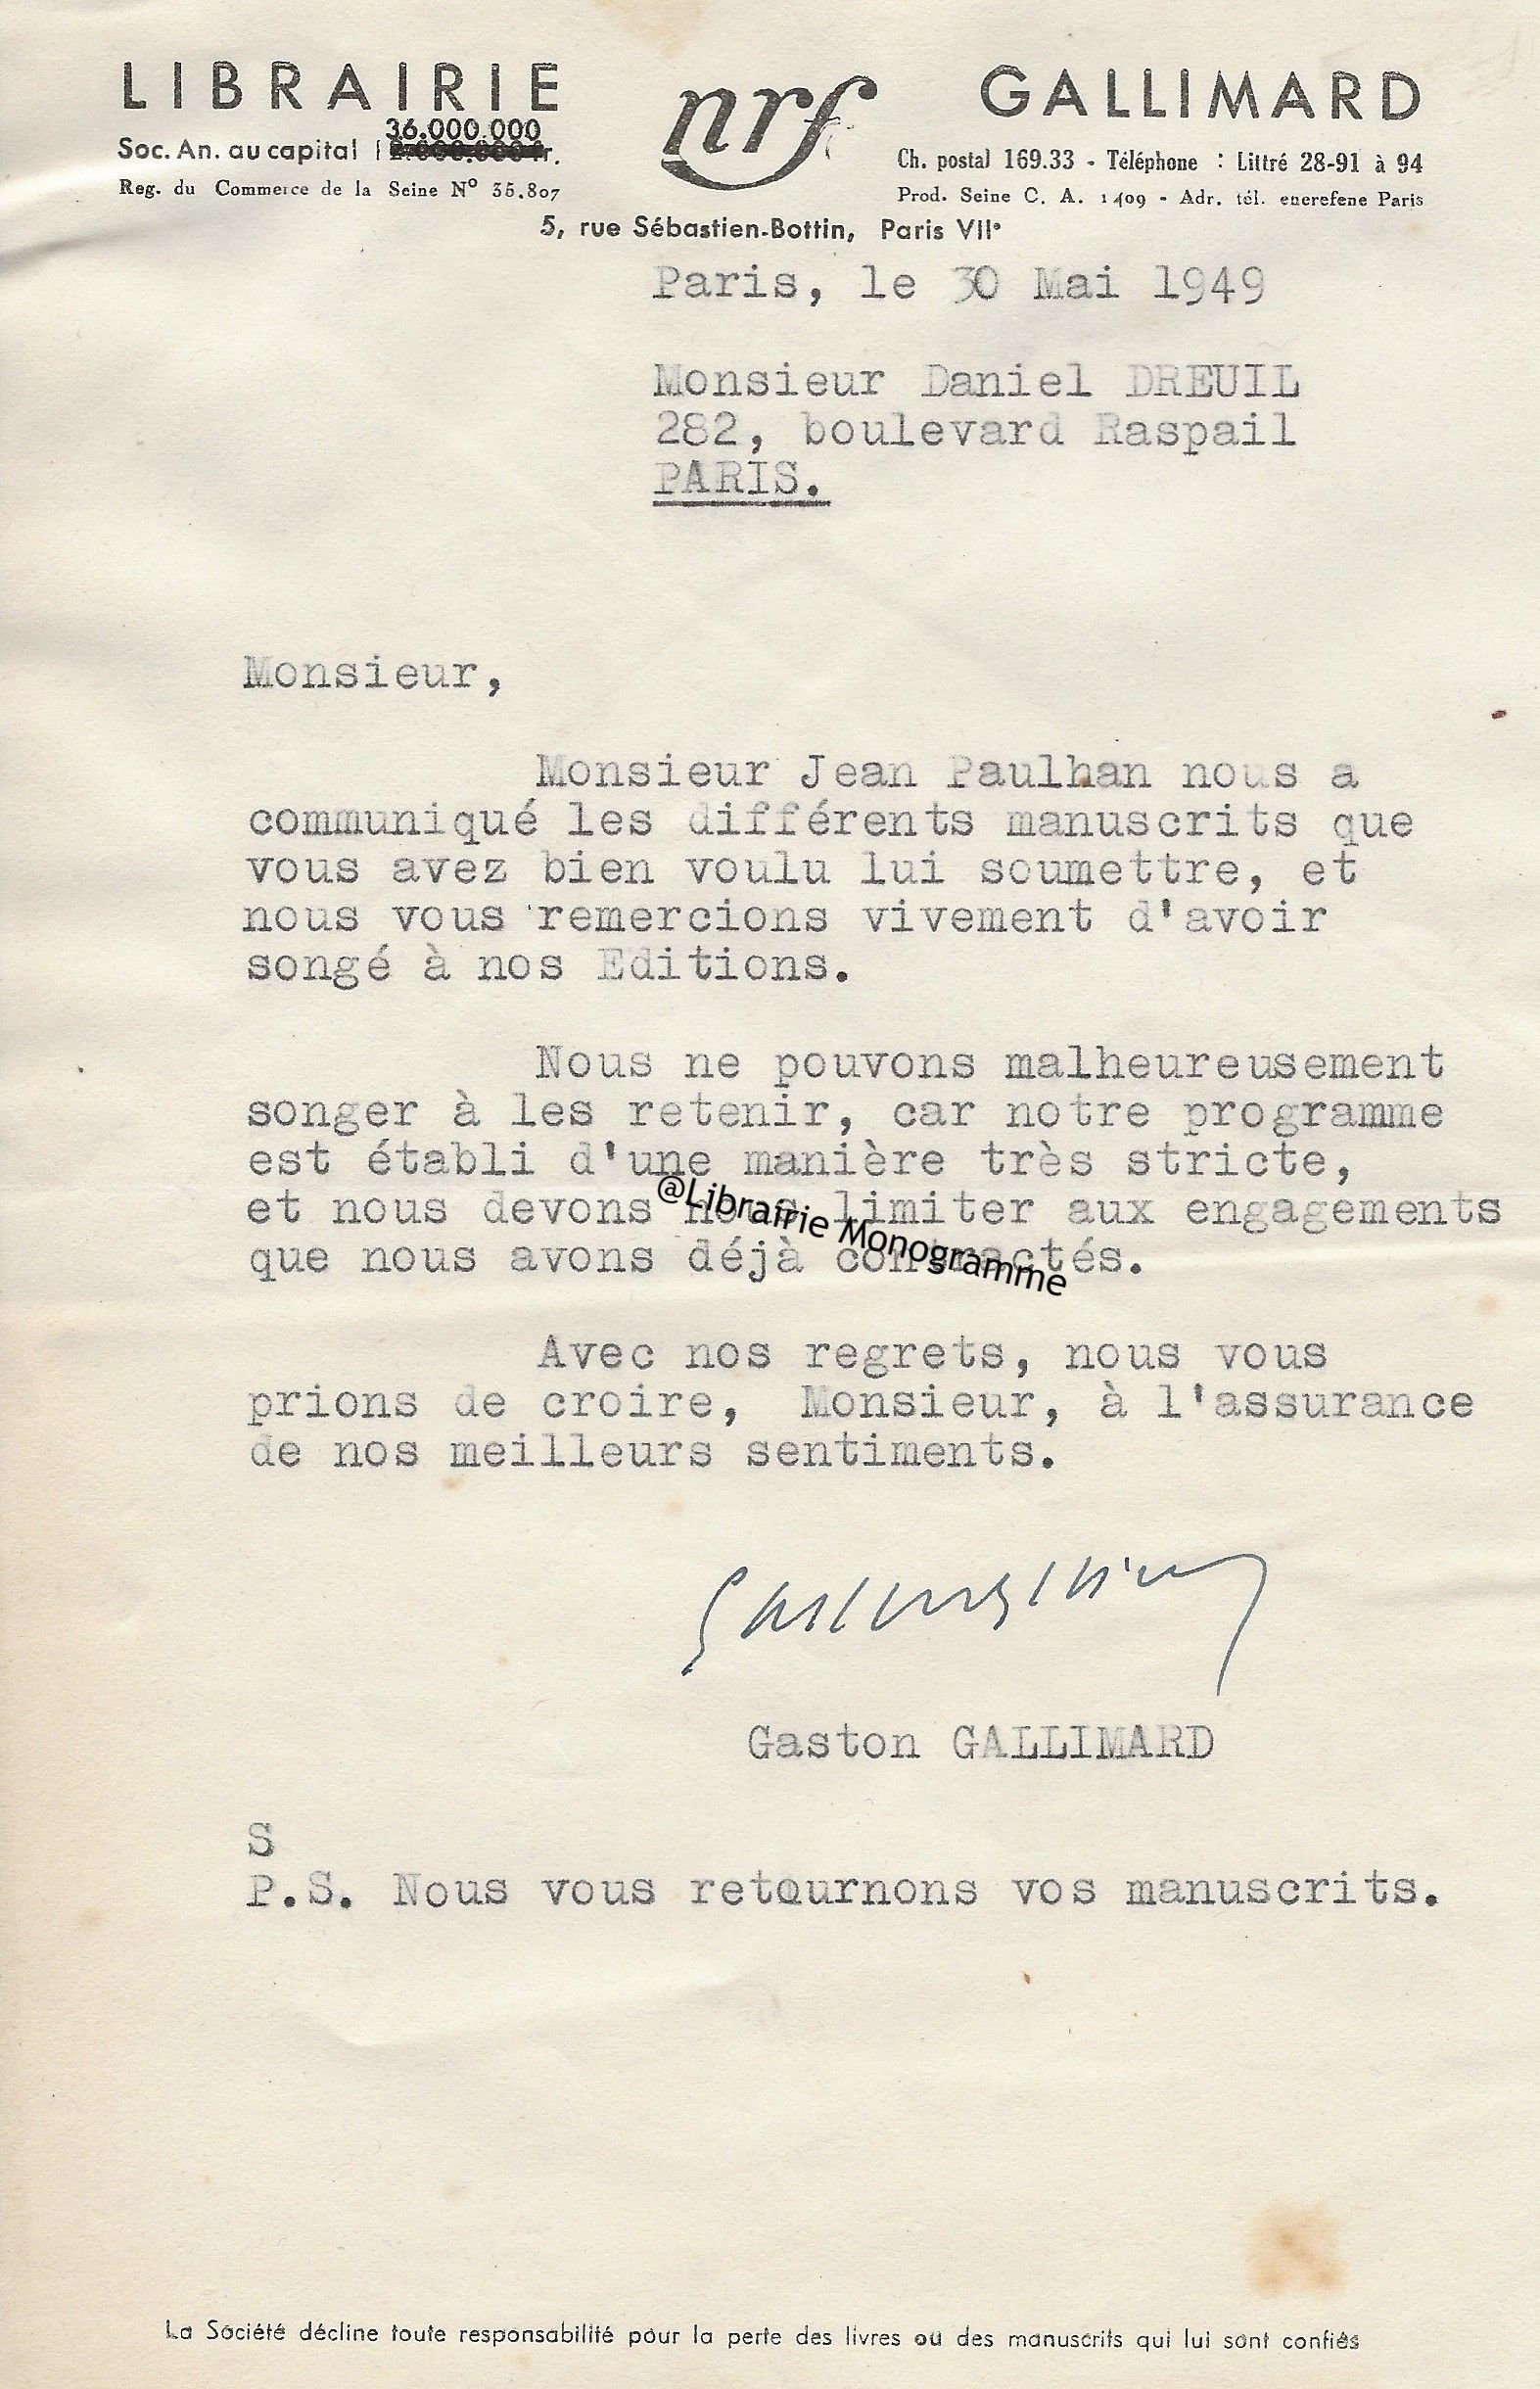 LIBRAIRIE nrf GALLIMARD
36.000.000
Soc. An. au capital fr.
Ch. postal 169.33 - Téléphone : Littré 28-91 à 94
Reg. du Commerce de la Seine Nº 35.807
Prod. Seine C. A. 1409 - Adr. tél. enerefene Paris
5, rue Sébastien-Bottin, Paris VIIe
Paris, le 30 Mai 1949
Monsieur Daniel DREUIL
282, boulevard Raspail
PARIS.
Monsieur,
Monsieur Jean Paulhan nous a
communiqué les différents manuscrits que
vous avez bien voulu lui soumettre, et
nous vous remercions vivement d'avoir
songé à nos Editions.
Nous ne pouvons malheureusement
songer à les retenir, car notre programme
est établi d'une manière très stricte,
et nous devons nous limiter aux engagements
que nous avons déjà contractés.
@Librairie Monogramme
Avec nos regrets, nous vous
prions de croire, Monsieur, à l'assurance
de nos meilleurs sentiments.
Gaston GALLIMARD
S
P.S. Nous vous retournons vos manuscrits.
La Société décline toute responsabilité pour la perte des livres ou des manuscrits qui lui sont confiés